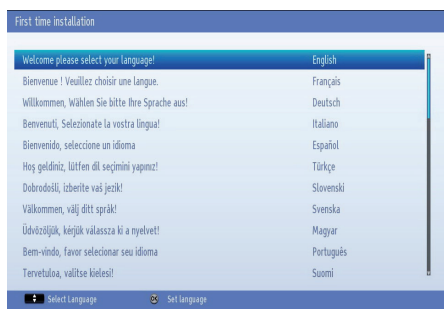 First time installation
Welcome please select your language! English
Bienvenue ! Veuillez choisir une langue. Français
Willkommen, Wählen Sie bitte Ihre Sprache aus! Deutsch
Benvenuti, Selezionate la vostra lingua! Italiano
Bienvenido, seleccione un idioma Español
Hoş geldiniz, lütfen dil seçimini yapınız! Türkçe
Dobrodošli, izberite vaš jezik! Slovenski
Välkommen, välj ditt språk! Svenska
Üdvözöljük, kérjük válassza ki a nyelvet! Magyar
Bem-vindo, favor selecionar seu idioma Português
Tervetuloa, valitse kielesi! Suomi
Select Language OK Set language